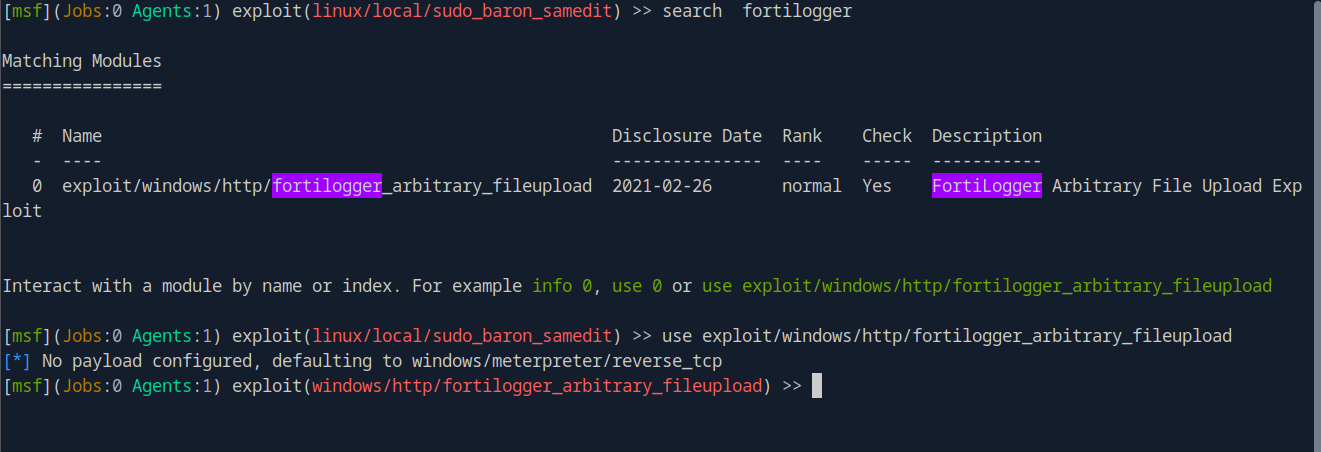 [msf](Jobs:0 Agents:1) exploit(linux/local/sudo_baron_samedit) >> search  fortilogger
Matching Modules
================
   #  Name                                                   Disclosure Date  Rank    Check  Description
   -  ----                                                   ---------------  ----    -----  -----------
   0  exploit/windows/http/fortilogger_arbitrary_fileupload  2021-02-26       normal  Yes    FortiLogger Arbitrary File Upload Exp
loit
Interact with a module by name or index. For example info 0, use 0 or use exploit/windows/http/fortilogger_arbitrary_fileupload
[msf](Jobs:0 Agents:1) exploit(linux/local/sudo_baron_samedit) >> use exploit/windows/http/fortilogger_arbitrary_fileupload
[*] No payload configured, defaulting to windows/meterpreter/reverse_tcp
[msf](Jobs:0 Agents:1) exploit(windows/http/fortilogger_arbitrary_fileupload) >>